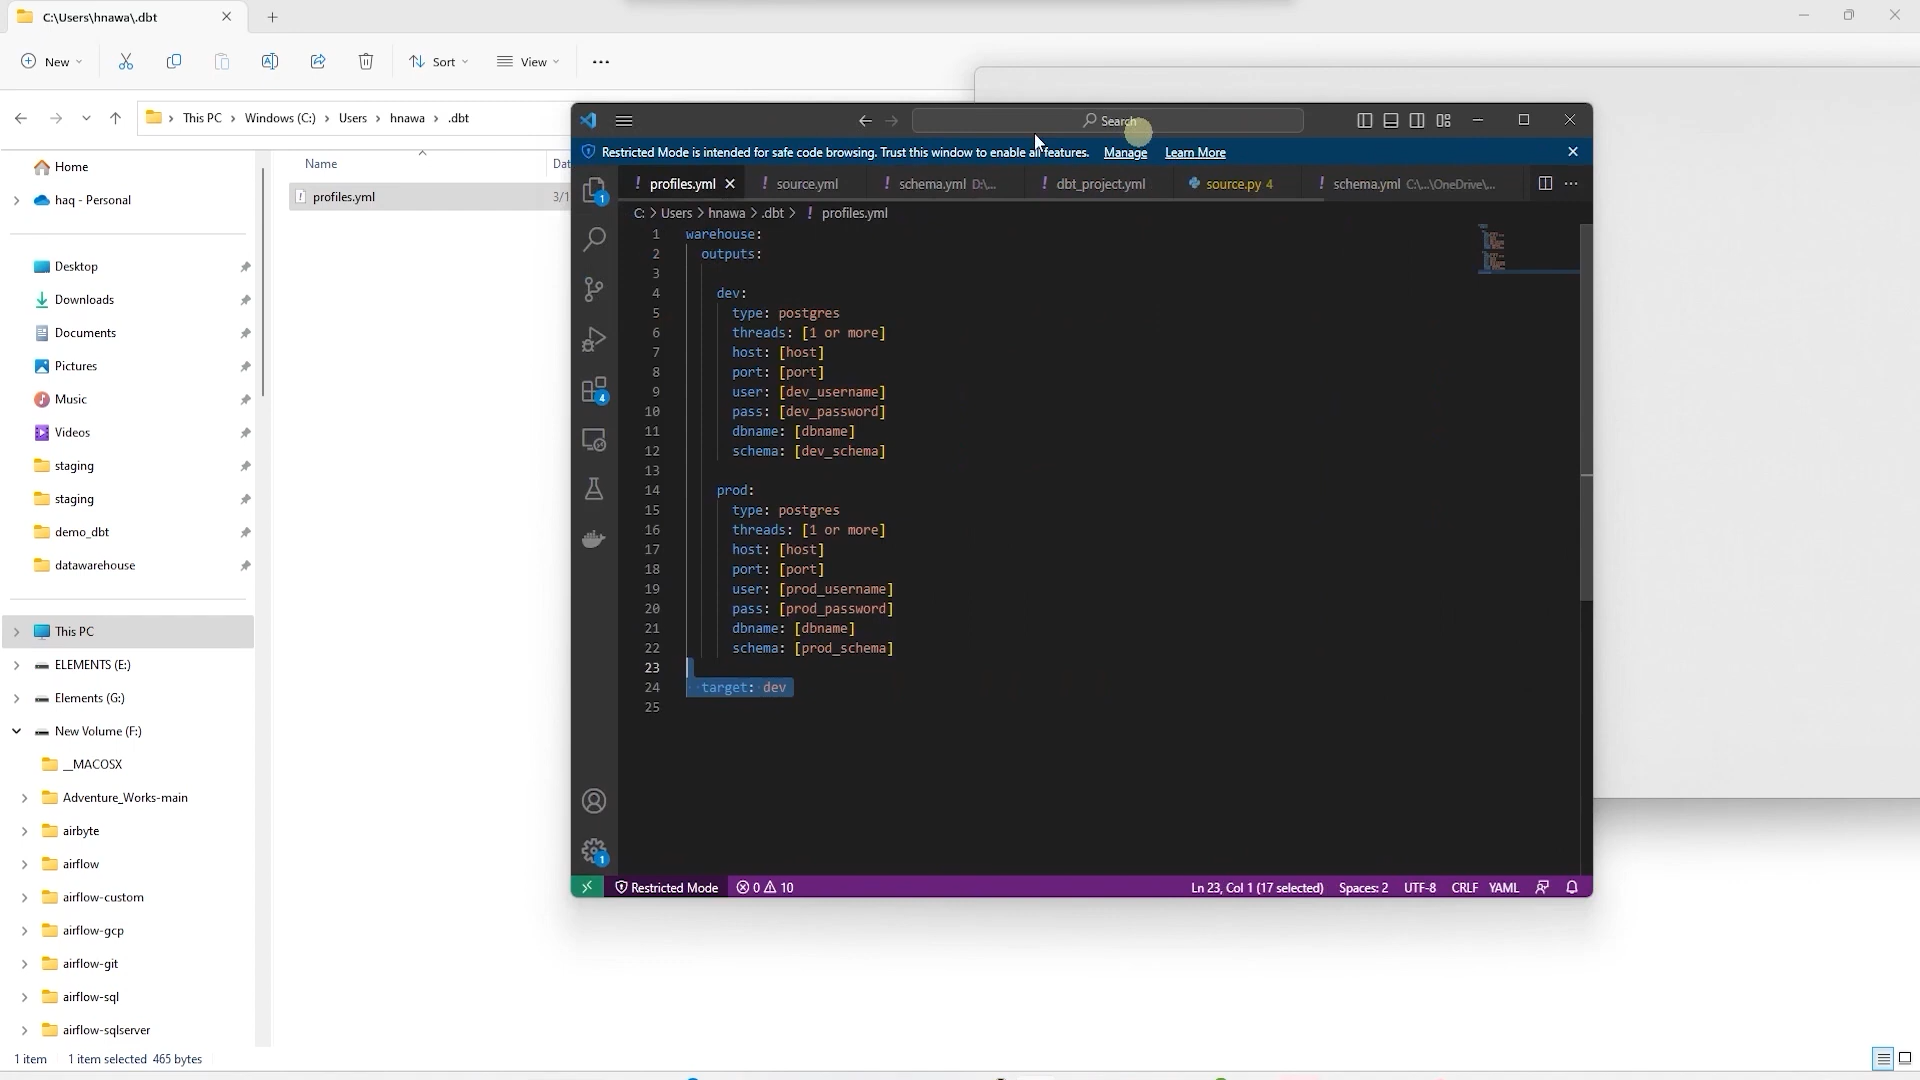 C:\Users\hnawa\.dbt
New
Sort
View
This PC > Windows (C:) > Users > hnawa > .dbt
Name
Dat
profiles.yml
3/1
Home
haq - Personal
Desktop
Downloads
Documents
Pictures
Music
Videos
staging
staging
demo_dbt
datawarehouse
This PC
ELEMENTS (E:)
Elements (G:)
New Volume (F:)
__MACOSX
Adventure_Works-main
airbyte
airflow
airflow-custom
airflow-gcp
airflow-git
airflow-sql
airflow-sqlserver
1 item
1 item selected 465 bytes
Search
Restricted Mode is intended for safe code browsing. Trust this window to enable all features. Manage Learn More
profiles.yml
source.yml
schema.yml D:\...
dbt_project.yml
source.py 4
schema.yml C:\...\OneDrive\...
C: > Users > hnawa > .dbt > ! profiles.yml
1 warehouse:
2 outputs:
3
4 dev:
5 type: postgres
6 threads: [1 or more]
7 host: [host]
8 port: [port]
9 user: [dev_username]
10 pass: [dev_password]
11 dbname: [dbname]
12 schema: [dev_schema]
13
14 prod:
15 type: postgres
16 threads: [1 or more]
17 host: [host]
18 port: [port]
19 user: [prod_username]
20 pass: [prod_password]
21 dbname: [dbname]
22 schema: [prod_schema]
23
24 target: dev
25
1
4
1
Restricted Mode
0 10
Ln 23, Col 1 (17 selected)
Spaces: 2
UTF-8
CRLF
YAML